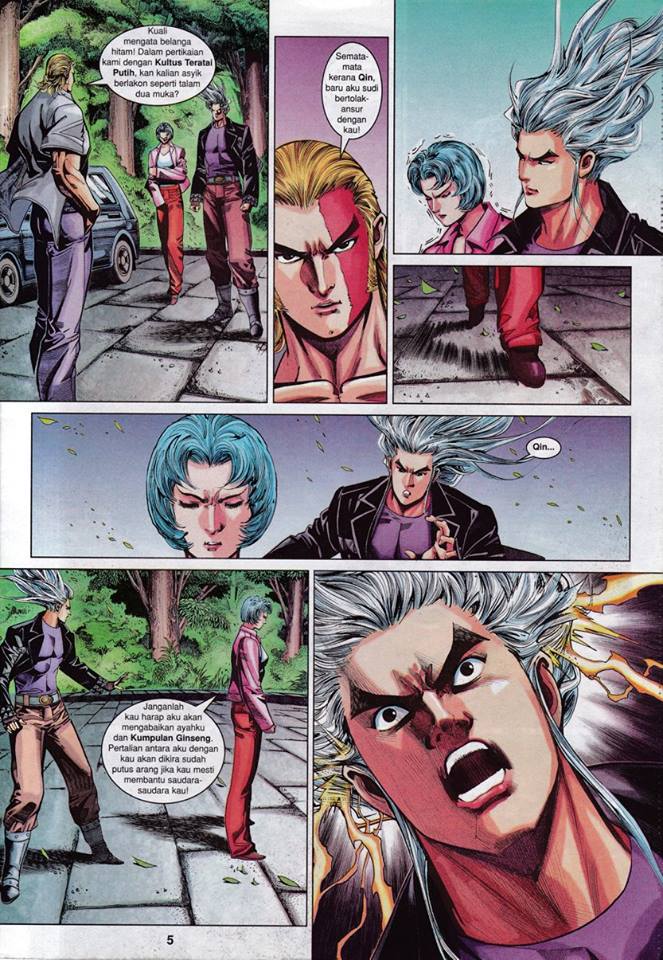 Kuali
mengata belanga
hitam! Dalam pertikaian
kami dengan Kultus Teratai
Putih, kan kalian asyik
berlakon seperti talam
dua muka?
Semata-
mata
kerana Qin,
baru aku sudi
bertolak-
ansur
dengan
kau!
Qin...
Janganlah
kau harap aku akan
mengabaikan ayahku
dan Kumpulan Ginseng.
Pertalian antara aku dengan
kau akan dikira sudah
putus arang jika kau mesti
membantu saudara-
saudara kau!
5